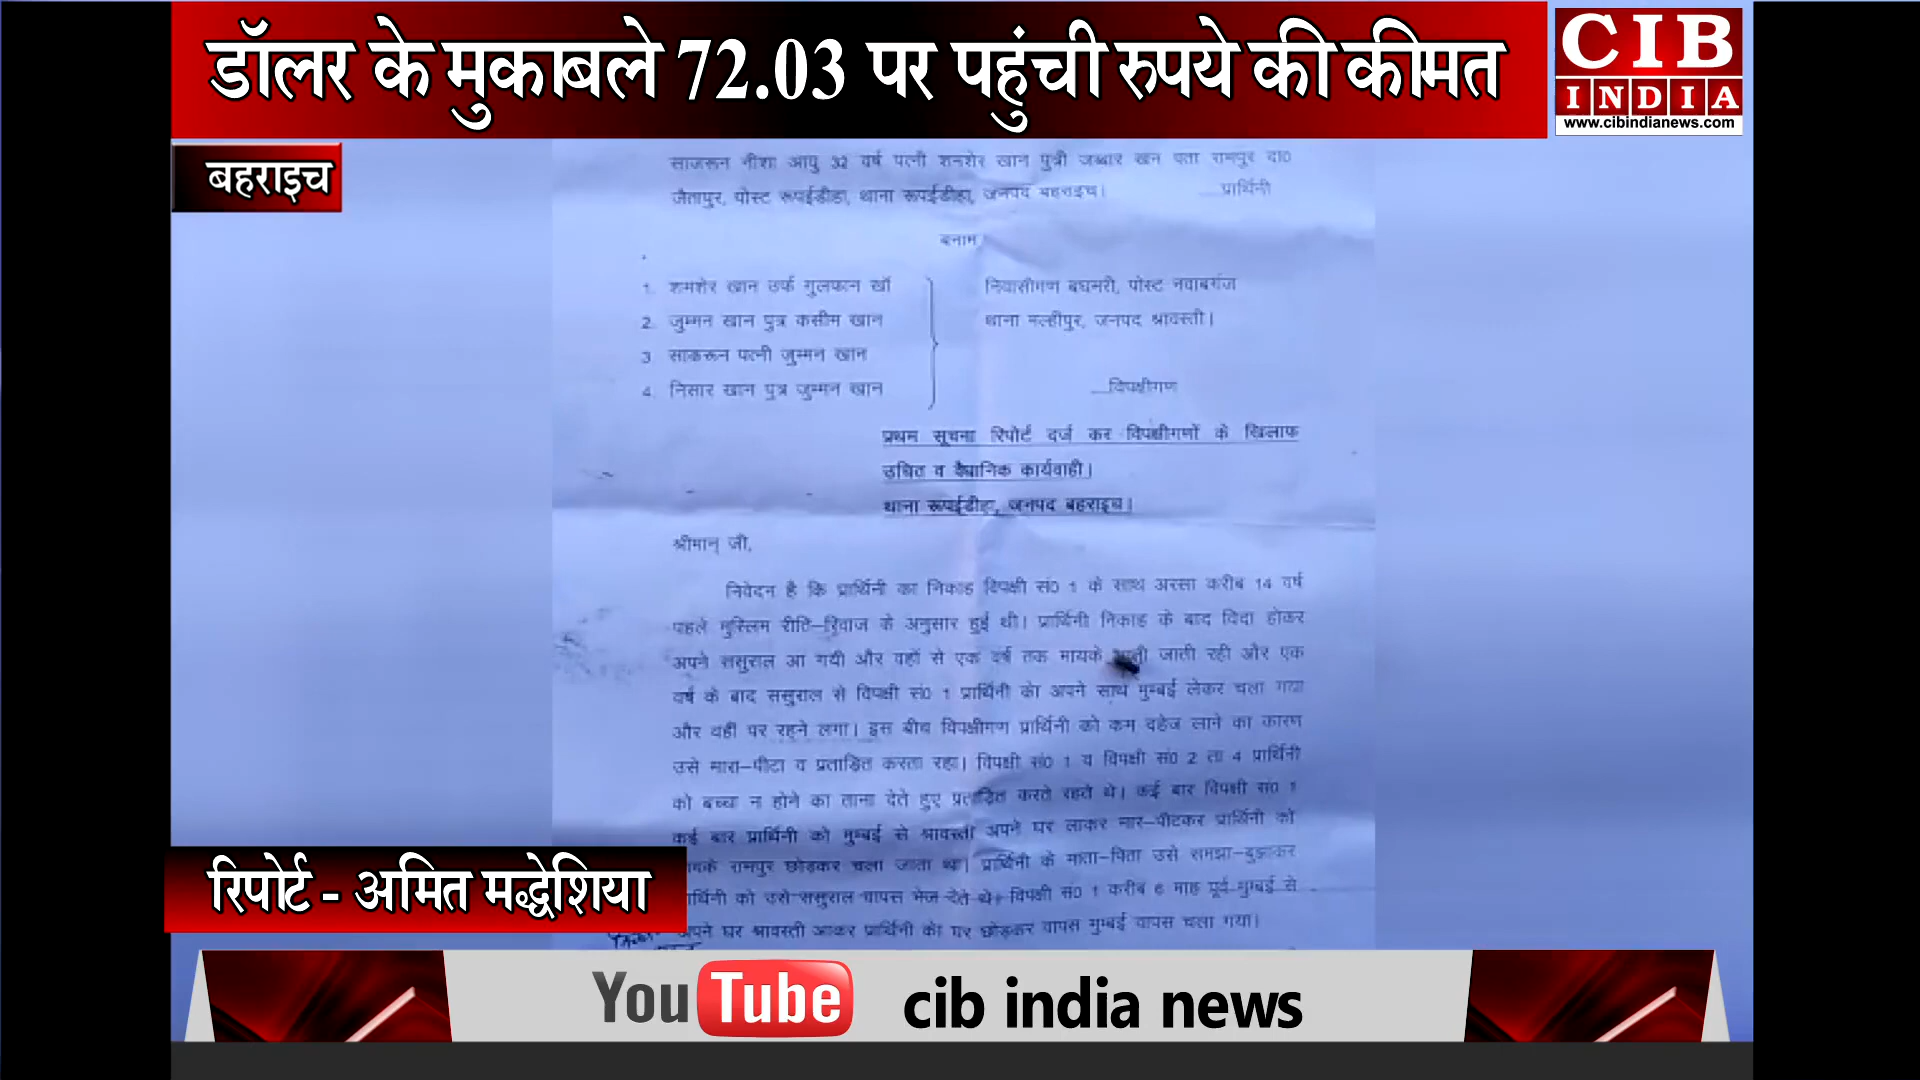 डॉलर के मुकाबले 72.03 पर पहुंची रुपये की कीमत
CIB
INDIA
www.cibindianews.com
बहराइच
साजरून नीशा आयु 32 वर्ष पत्नी शमशेर खान पुत्री जब्बार खान पता रामपुर दा0
जैतापुर, पोस्ट रूपईडीहा, थाना रूपईडीहा, जनपद बहराइच।
....प्रार्थिनी
बनाम
1. शमशेर खान उर्फ गुलफान खाँ
2. जुम्मन खान पुत्र कसीम खान
3. साकरून पत्नी जुम्मन खान
4. निसार खान पुत्र जुम्मन खान
निवासीगण बघमरी, पोस्ट नवाबगंज
थाना मल्हीपुर, जनपद श्रावस्ती।
....विपक्षीगण
प्रथम सूचना रिपोर्ट दर्ज कर विपक्षीगणों के खिलाफ
उचित व वैधानिक कार्यवाही।
थाना रूपईडीहा, जनपद बहराइच।
श्रीमान् जी,
निवेदन है कि प्रार्थिनी का निकाह विपक्षी सं0 1 के साथ अरसा करीब 14 वर्ष
पहले मुस्लिम रीति-रिवाज के अनुसार हुई थी। प्रार्थिनी निकाह के बाद विदा होकर
अपने ससुराल आ गयी और वहाँ से एक वर्ष तक मायके जाती रही और एक
वर्ष के बाद ससुराल से विपक्षी सं0 1 प्रार्थिनी को अपने साथ मुम्बई लेकर चला गया
और वहीं पर रहने लगा। इस बीच विपक्षीगण प्रार्थिनी को कम दहेज लाने का कारण
उसे मारा-पीटा व प्रताड़ित करता रहा। विपक्षी सं0 1 व विपक्षी सं0 2 ता 4 प्रार्थिनी
को बच्चा न होने का ताना देते हुए प्रताड़ित करते रहते थे। कई बार विपक्षी सं0 1
कई बार प्रार्थिनी को मुम्बई से श्रावस्ती अपने घर लाकर मार-पीटकर प्रार्थिनी को
रामपुर छोड़कर चला जाता था। प्रार्थिनी के माता-पिता उसे समझा-बुझाकर
को उसे ससुराल वापस भेज देते थे। विपक्षी सं0 1 करीब 6 माह पूर्व मुम्बई से
घर श्रावस्ती आकर प्रार्थिनी को घर छोड़कर वापस मुम्बई वापस चला गया।
रिपोर्ट - अमित मद्धेशिया
YouTube cib india news